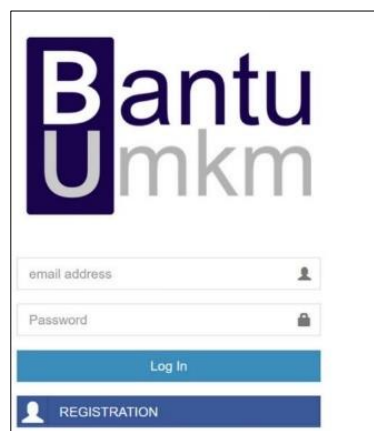 Bantu
Umkm
email address
Password
Log In
REGISTRATION